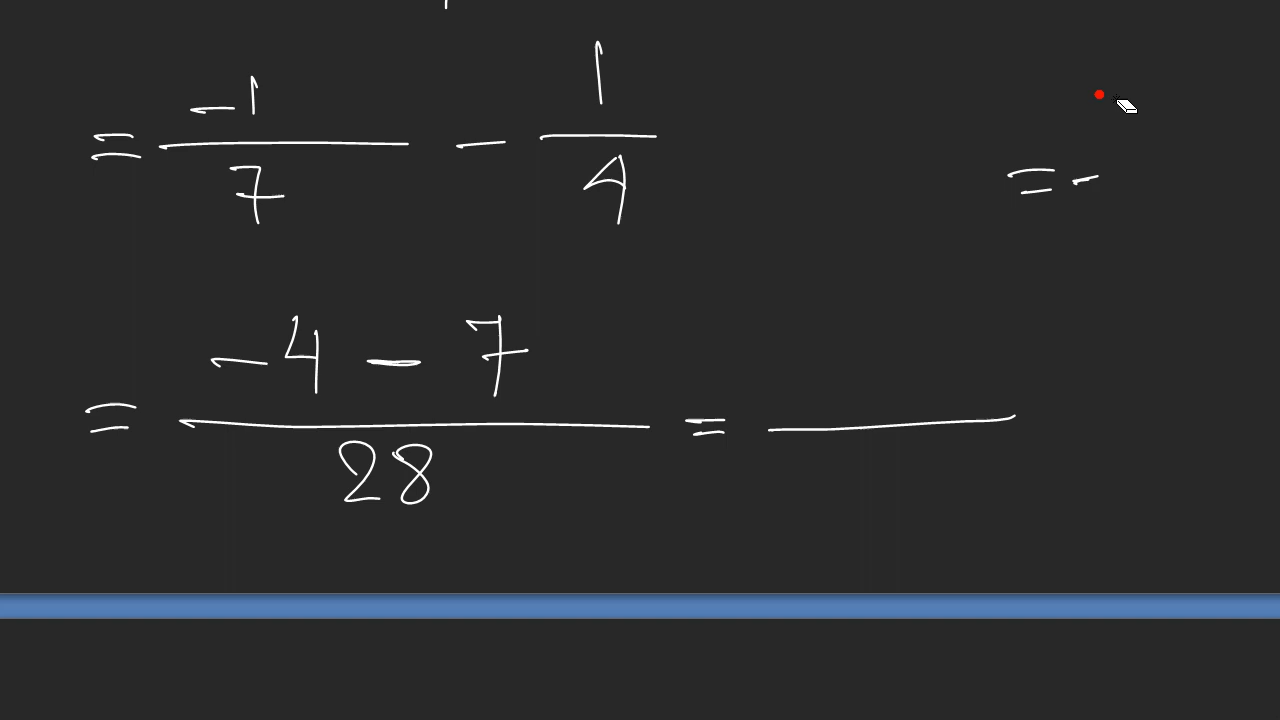 = -1/7 - 1/4
= -
= (-4 - 7)/28 =